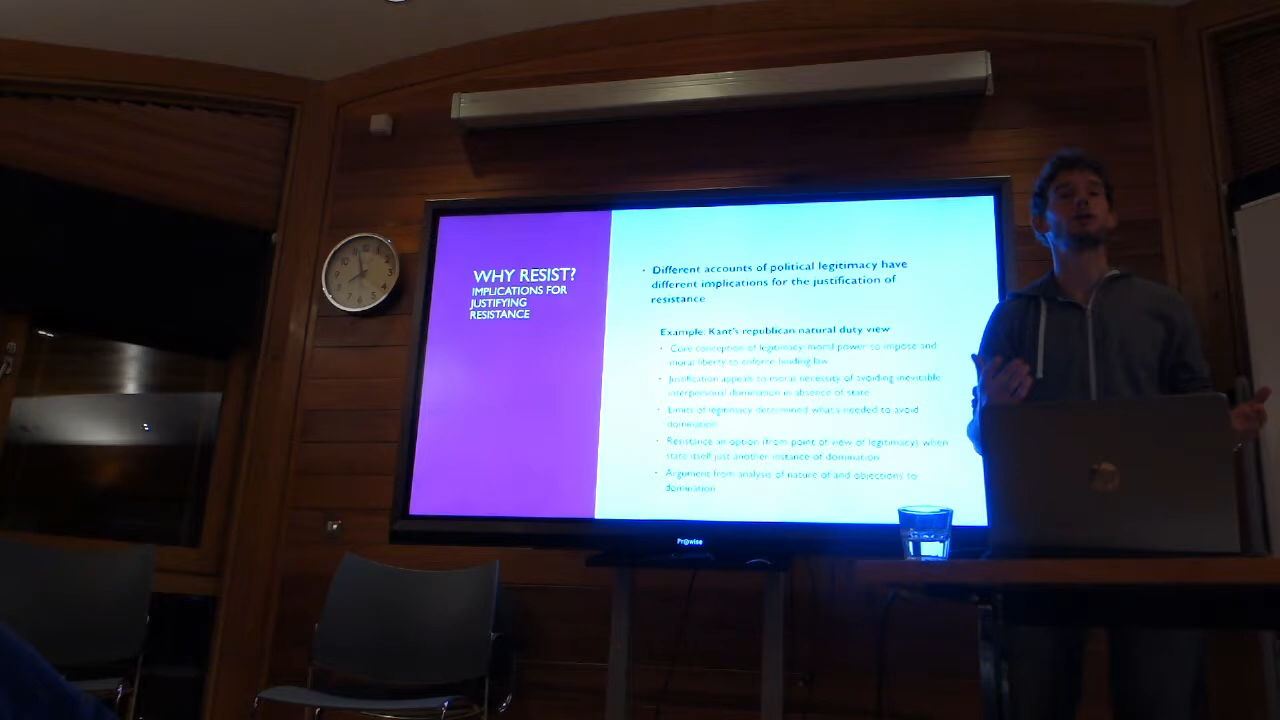 WHY RESIST?
IMPLICATIONS FOR
JUSTIFYING
RESISTANCE
• Different accounts of political legitimacy have
different implications for the justification of
resistance
Example: Kant's republican natural duty view
• Core conception of legitimacy: moral power to impose and
moral liberty to enforce binding law
• Justification appeals to moral necessity of avoiding inevitable
interpersonal domination in absence of state
• Limits of legitimacy determined what's needed to avoid
domination
• Resistance an option (from point of view of legitimacy) when
state itself just another instance of domination
• Argument from analysis of nature of and objections to
domination
Prowise